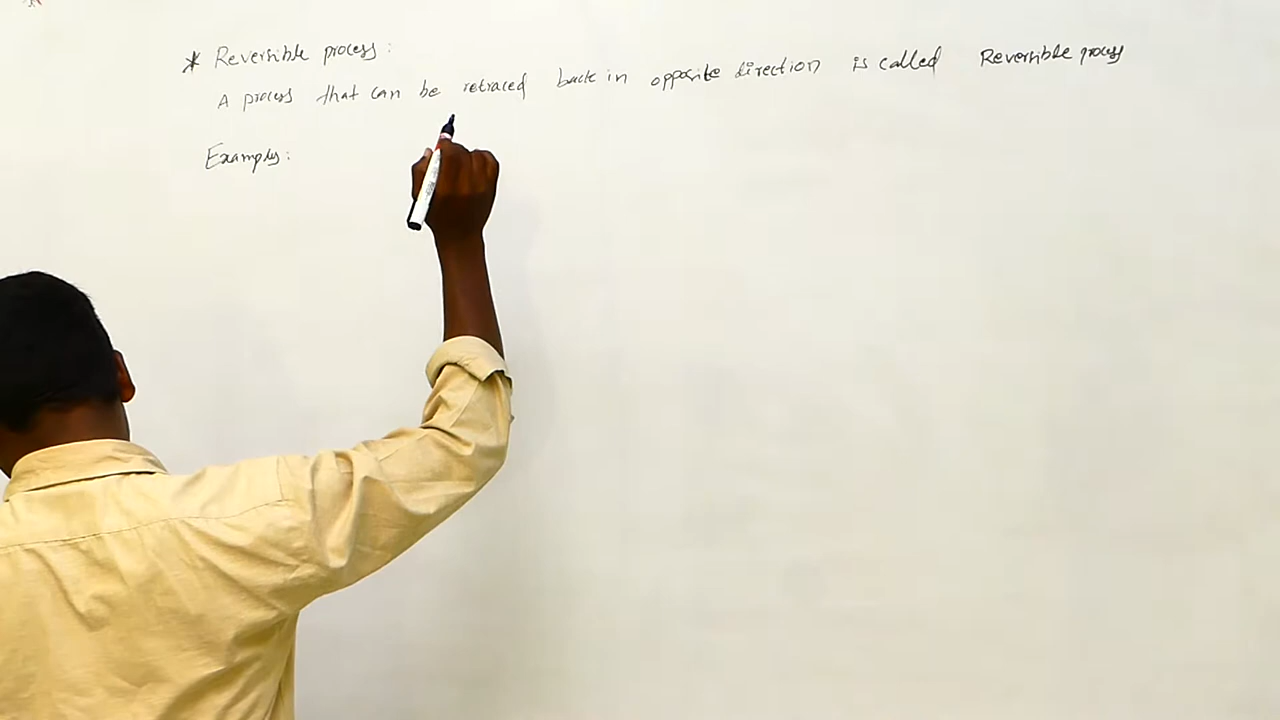 * Reversible process:
A process that can be retraced back in opposite direction is called Reversible process
Examples: